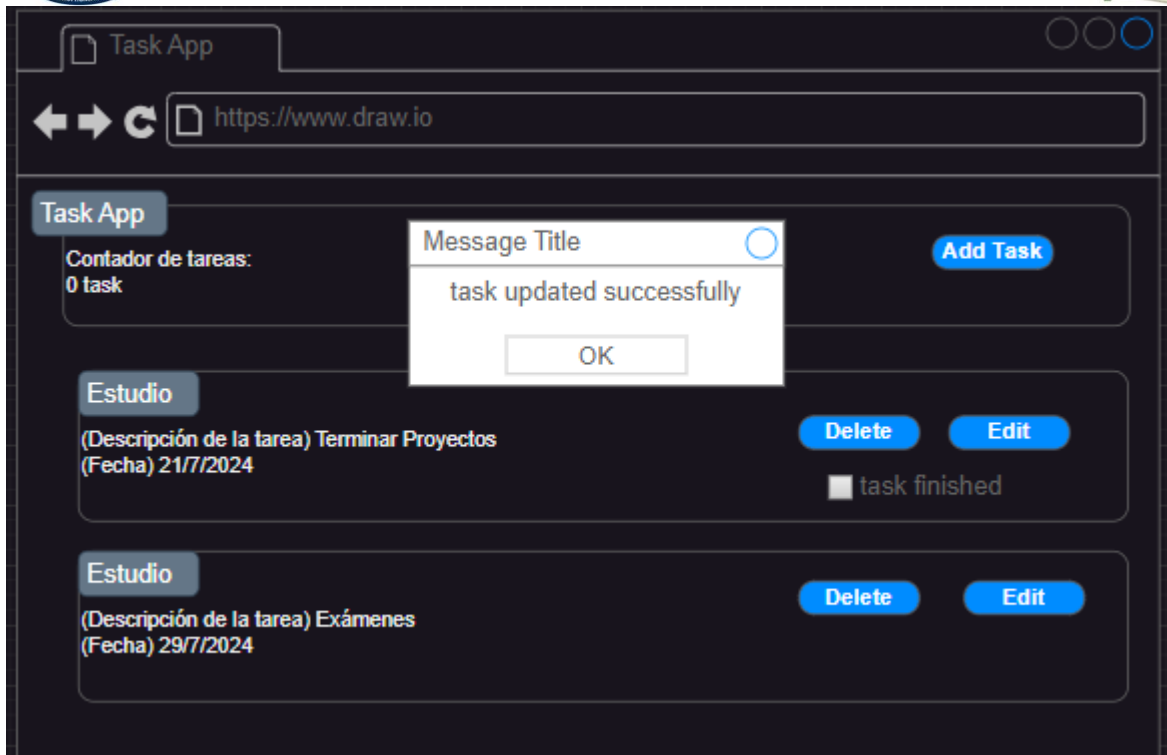 Task App
https://www.draw.io
Task App
Contador de tareas:
0 task
Add Task
Message Title
task updated successfully
OK
Estudio
(Descripción de la tarea) Terminar Proyectos
(Fecha) 21/7/2024
Delete
Edit
task finished
Estudio
(Descripción de la tarea) Exámenes
(Fecha) 29/7/2024
Delete
Edit